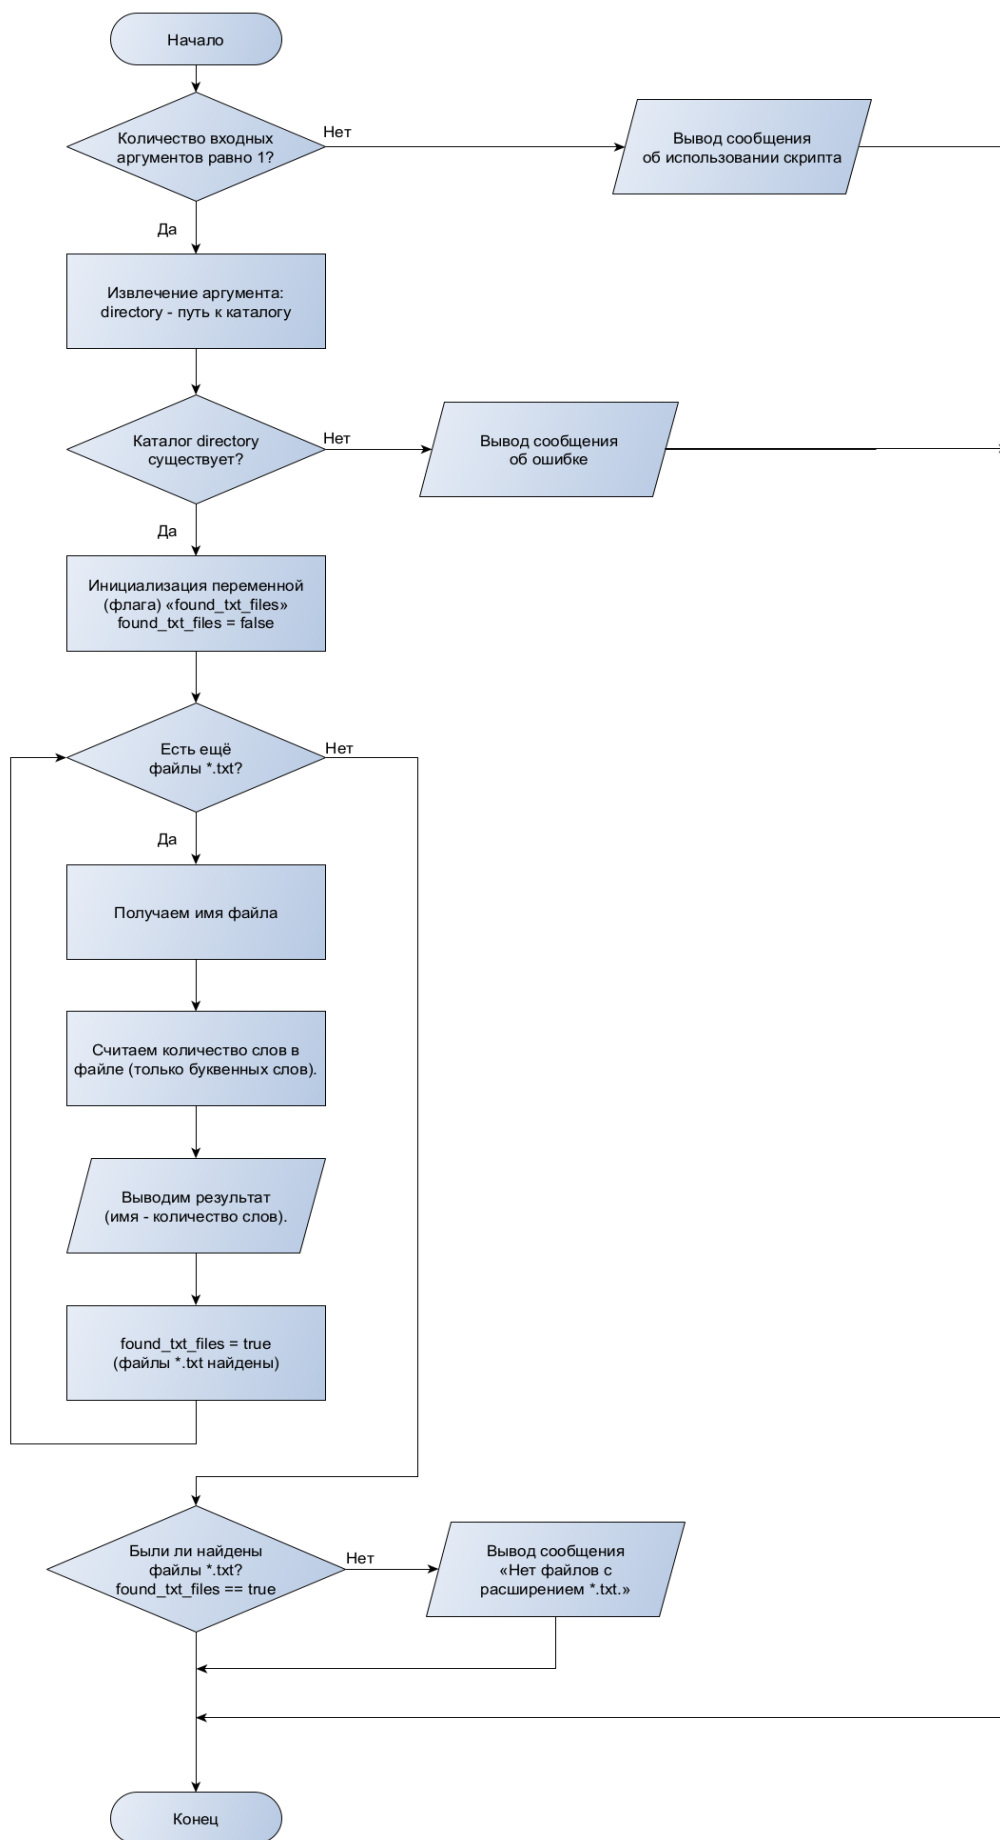 Начало
Количество входных
аргументов равно 1?
Нет
Вывод сообщения
об использовании скрипта
Да
Извлечение аргумента:
directory - путь к каталогу
Каталог directory
существует?
Нет
Вывод сообщения
об ошибке
Да
Инициализация переменной
(флага) «found_txt_files»
found_txt_files = false
Есть ещё
файлы *.txt?
Нет
Да
Получаем имя файла
Считаем количество слов в
файле (только буквенных слов).
Выводим результат
(имя - количество слов).
found_txt_files = true
(файлы *.txt найдены)
Были ли найдены
файлы *.txt?
found_txt_files == true
Нет
Вывод сообщения
«Нет файлов с
расширением *.txt.»
Конец